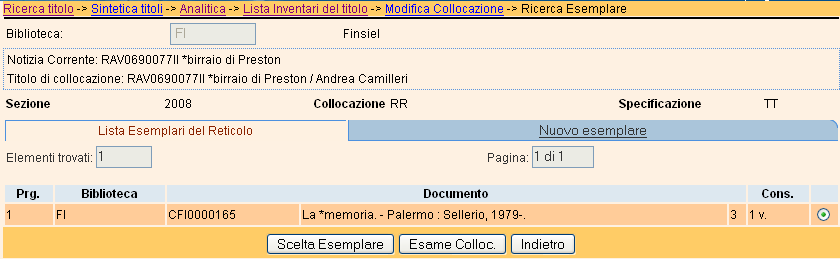 Ricerca titolo -> Sintetica titoli -> Analitica -> Lista Inventari del titolo -> Modifica Collocazione -> Ricerca Esemplare
Biblioteca: FI Finsiel
Notizia Corrente: RAV0690077II *birraio di Preston
Titolo di collocazione: RAV0690077II *birraio di Preston / Andrea Camilleri
Sezione 2008 Collocazione RR Specificazione TT
Lista Esemplari del Reticolo Nuovo esemplare
Elementi trovati: 1 Pagina: 1 di 1
Prg. Biblioteca Documento Cons.
1 FI CFI0000165 La *memoria. - Palermo : Sellerio, 1979-. 3 1 v.
Scelta Esemplare Esame Colloc. Indietro